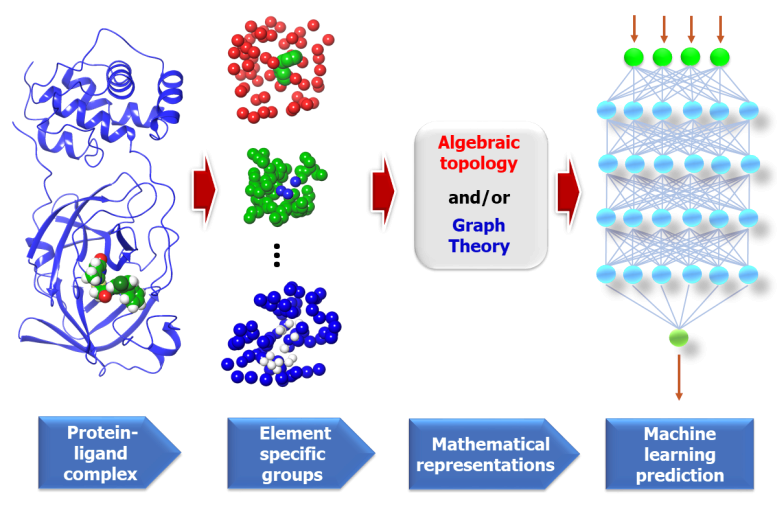 Algebraic
topology
and/or
Graph
Theory
Protein-
ligand
complex
Element
specific
groups
Mathematical
representations
Machine
learning
prediction